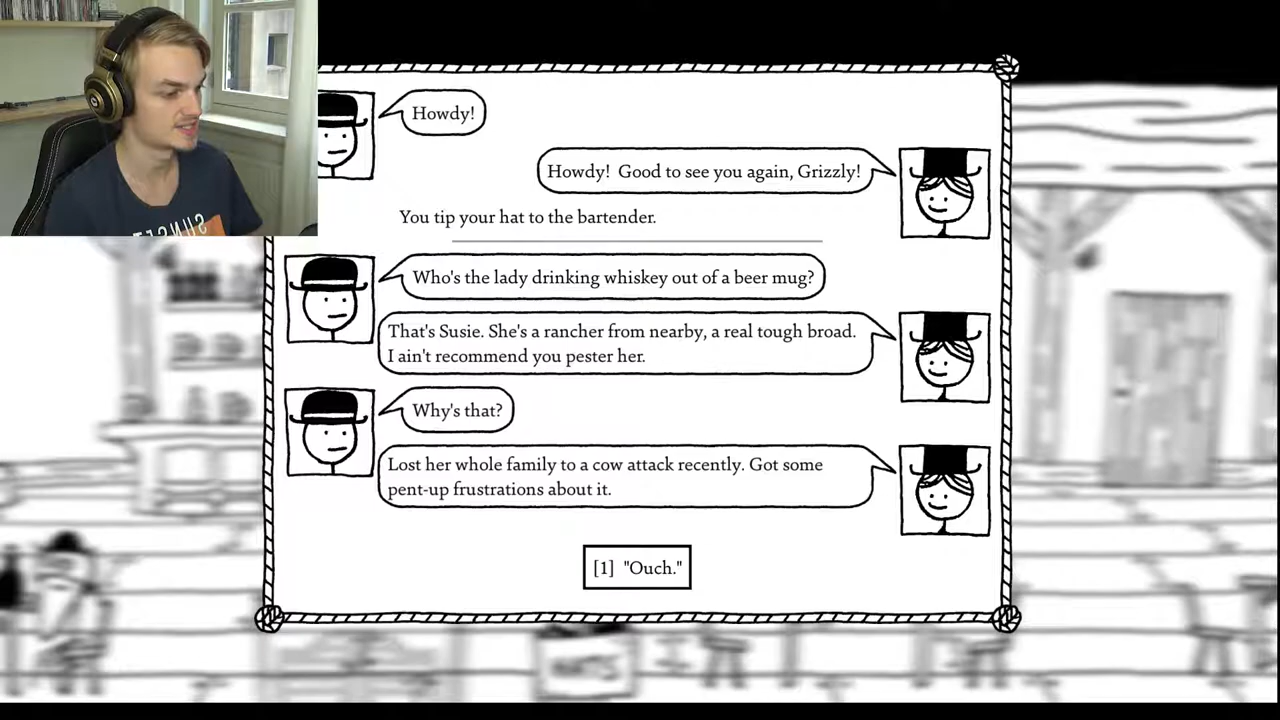 Howdy!
Howdy! Good to see you again, Grizzly!
You tip your hat to the bartender.
Who's the lady drinking whiskey out of a beer mug?
That's Susie. She's a rancher from nearby, a real tough broad.
I ain't recommend you pester her.
Why's that?
Lost her whole family to a cow attack recently. Got some
pent-up frustrations about it.
[1] "Ouch."